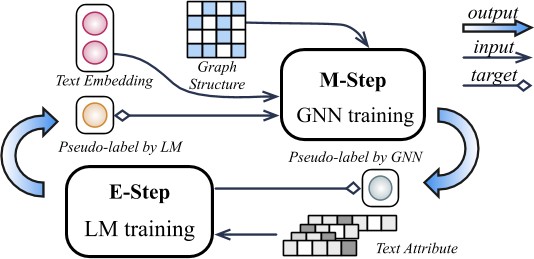 output
input
target
Text Embedding
Graph
Structure
M-Step
GNN training
Pseudo-label by LM
Pseudo-label by GNN
E-Step
LM training
Text Attribute